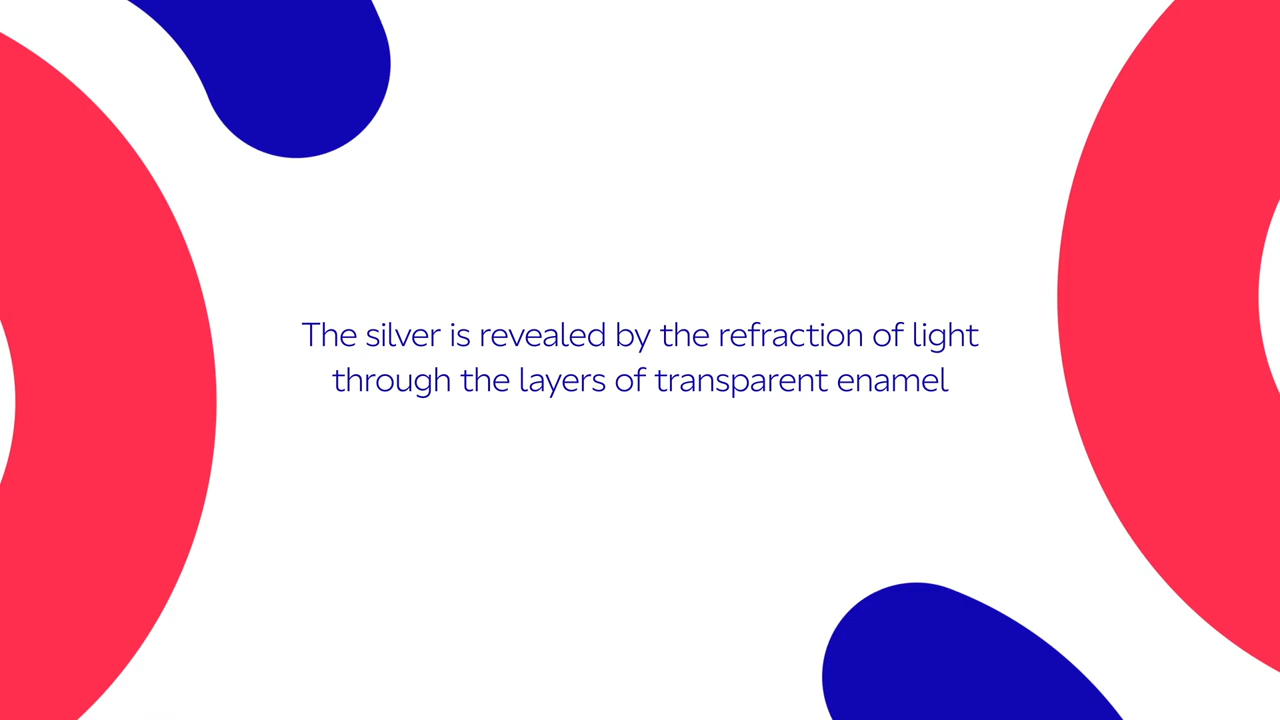 The silver is revealed by the refraction of light
through the layers of transparent enamel